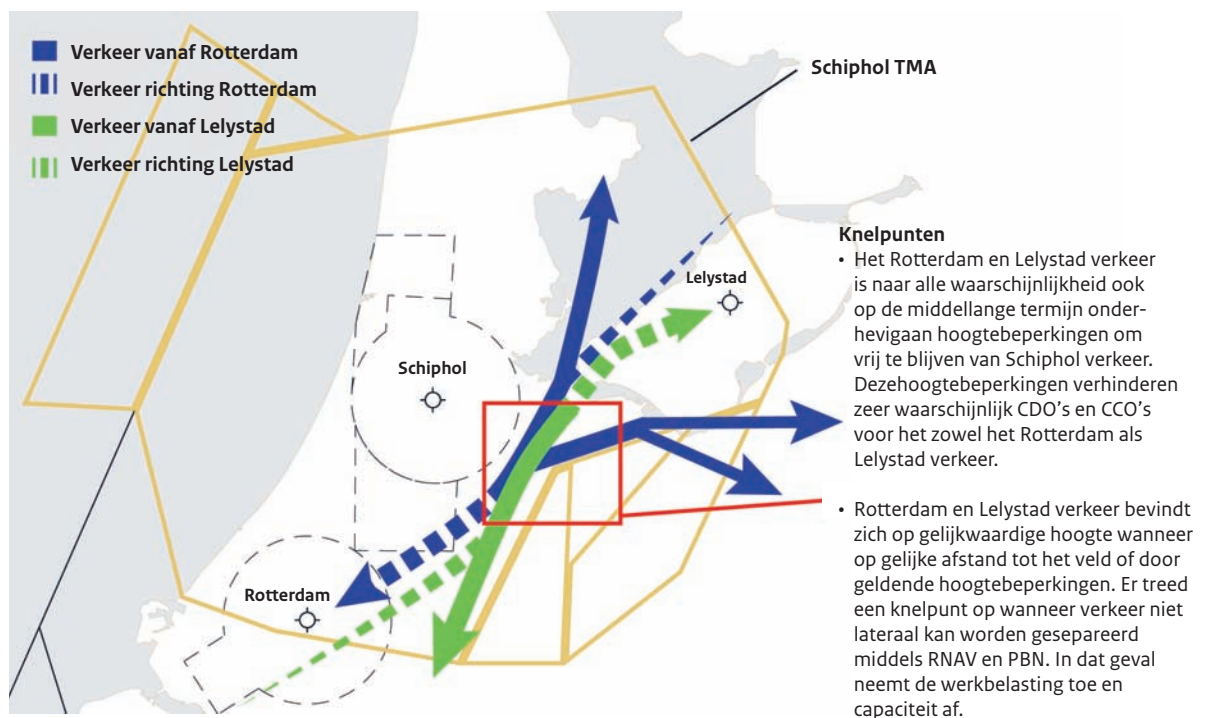 Verkeer vanaf Rotterdam
Verkeer richting Rotterdam
Verkeer vanaf Lelystad
Verkeer richting Lelystad
Schiphol TMA
Lelystad
Schiphol
Rotterdam
Knelpunten
• Het Rotterdam en Lelystad verkeer
is naar alle waarschijnlijkheid ook
op de middellange termijn onder-
hevigaan hoogtebeperkingen om
vrij te blijven van Schiphol verkeer.
Dezehoogtebeperkingen verhinderen
zeer waarschijnlijk CDO's en CCO's
voor het zowel het Rotterdam als
Lelystad verkeer.
• Rotterdam en Lelystad verkeer bevindt
zich op gelijkwaardige hoogte wanneer
op gelijke afstand tot het veld of door
geldende hoogtebeperkingen. Er treed
een knelpunt op wanneer verkeer niet
lateraal kan worden gesepareerd
middels RNAV en PBN. In dat geval
neemt de werkbelasting toe en
capaciteit af.